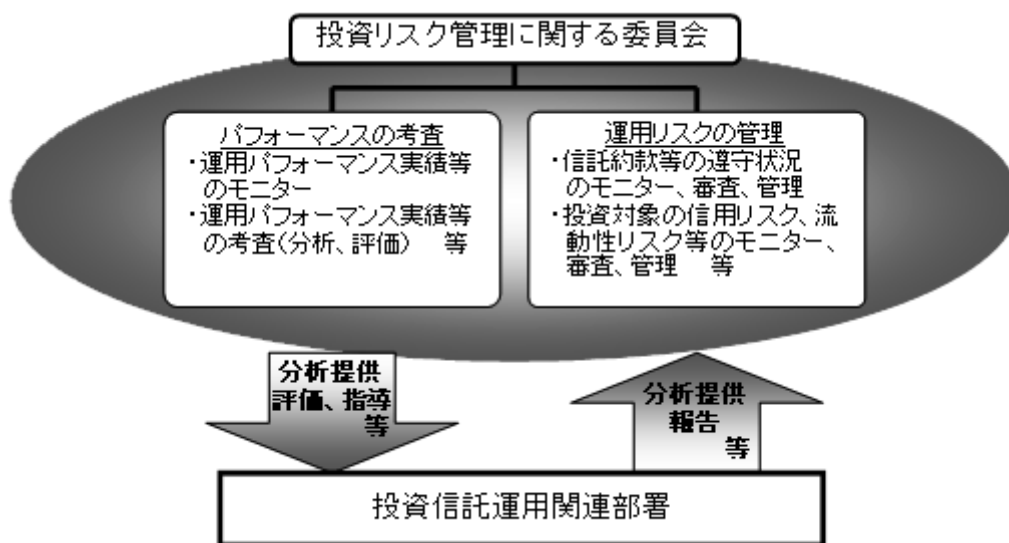 投資リスク管理に関する委員会
パフォーマンスの考査
・運用パフォーマンス実績等
のモニター
・運用パフォーマンス実績等
の考査(分析、評価) 等
運用リスクの管理
・信託約款等の遵守状況
のモニター、審査、管理
・投資対象の信用リスク、流
動性リスク等のモニター、
審査、管理 等
分析提供
評価、指導
等
分析提供
報告
等
投資信託運用関連部署